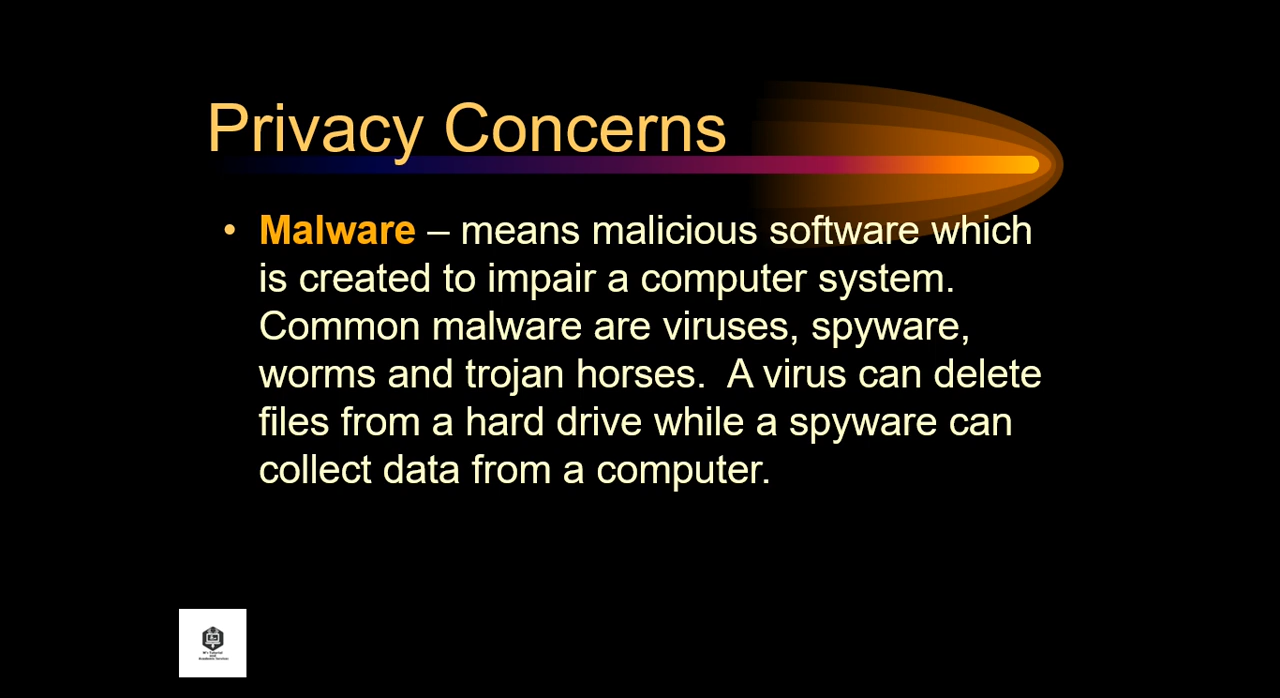 Privacy Concerns
• Malware – means malicious software which
is created to impair a computer system.
Common malware are viruses, spyware,
worms and trojan horses.  A virus can delete
files from a hard drive while a spyware can
collect data from a computer.